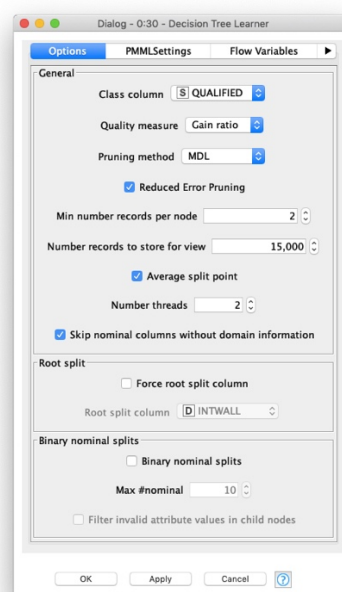 Dialog - 0:30 - Decision Tree Learner
Options PMMLSettings Flow Variables
General
Class column S QUALIFIED
Quality measure Gain ratio
Pruning method MDL
Reduced Error Pruning
Min number records per node 2
Number records to store for view 15,000
Average split point
Number threads 2
Skip nominal columns without domain information
Root split
Force root split column
Root split column D INTWALL
Binary nominal splits
Binary nominal splits
Max #nominal 10
Filter invalid attribute values in child nodes
OK Apply Cancel ?